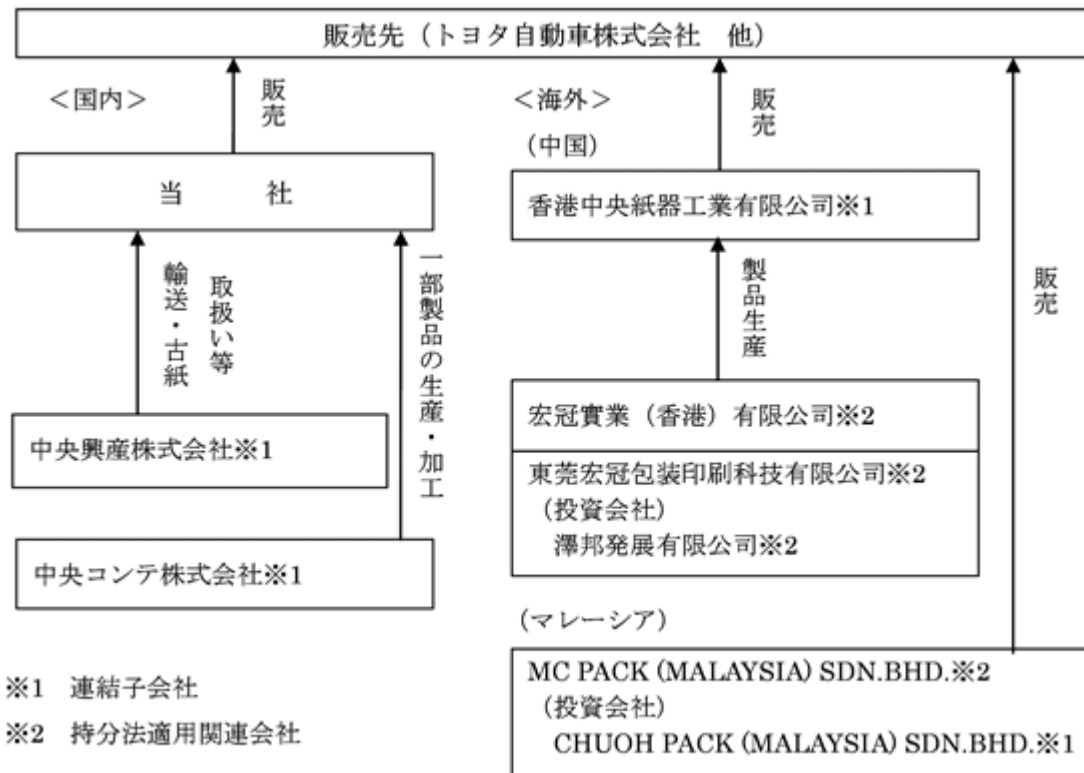 販売先（トヨタ自動車株式会社　他）
＜国内＞
販売
当　　社
輸送・古紙
取扱い等
一部製品の生産・加工
中央興産株式会社※1
中央コンテ株式会社※1
※1　連結子会社
※2　持分法適用関連会社
＜海外＞
販売
（中国）
香港中央紙器工業有限公司※1
製品生産
宏冠實業（香港）有限公司※2
東莞宏冠包装印刷科技有限公司※2
（投資会社）
澤邦発展有限公司※2
販売
（マレーシア）
MC PACK (MALAYSIA) SDN.BHD.※2
（投資会社）
CHUOH PACK (MALAYSIA) SDN.BHD.※1